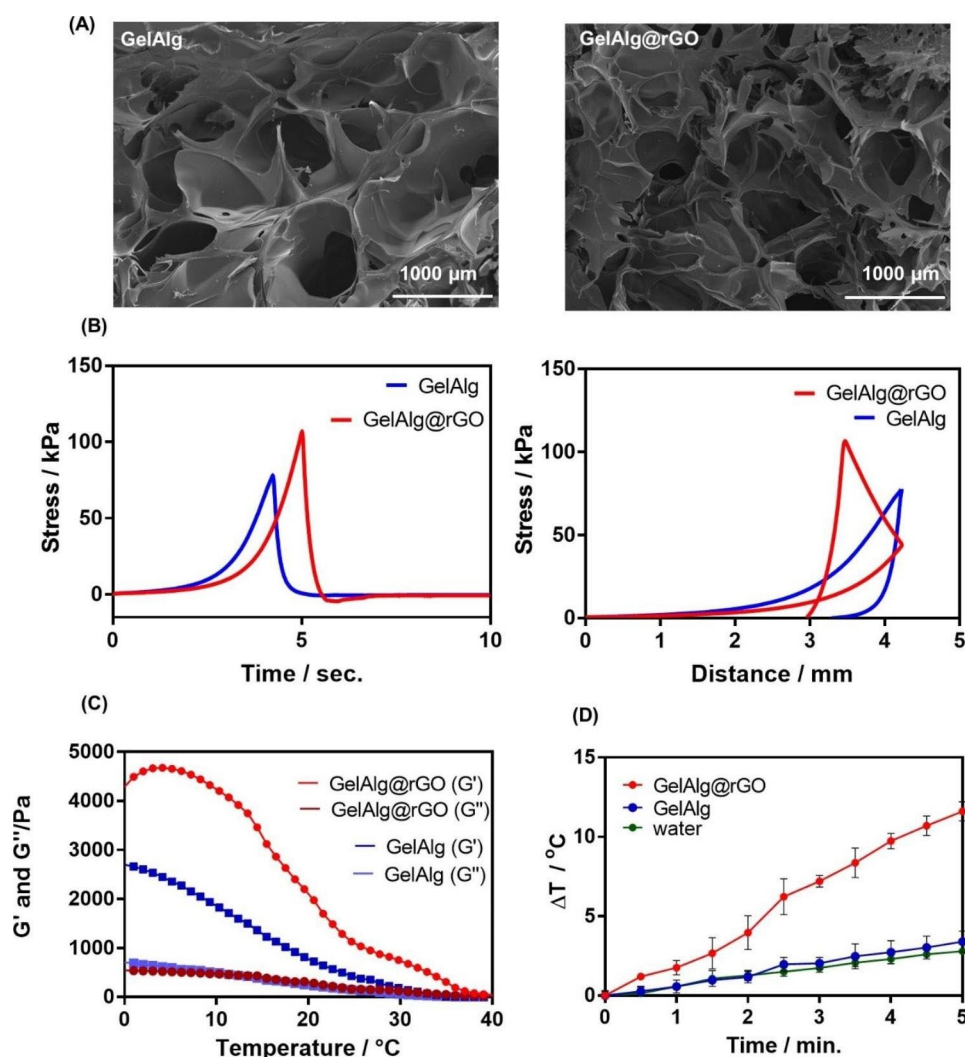 (A)
GelAlg
1000 µm
GelAlg@rGO
1000 µm
(B)
150
100
50
0
Stress / kPa
GelAlg
GelAlg@rGO
0
5
10
Time / sec.
150
100
50
0
Stress / kPa
GelAlg@rGO
GelAlg
0
1
2
3
4
5
Distance / mm
(C)
5000
4000
3000
2000
1000
0
G' and G''/Pa
GelAlg@rGO (G')
GelAlg@rGO (G'')
GelAlg (G')
GelAlg (G'')
0
10
20
30
40
Temperature / °C
(D)
15
10
5
0
ΔT / °C
GelAlg@rGO
GelAlg
water
0
1
2
3
4
5
Time / min.